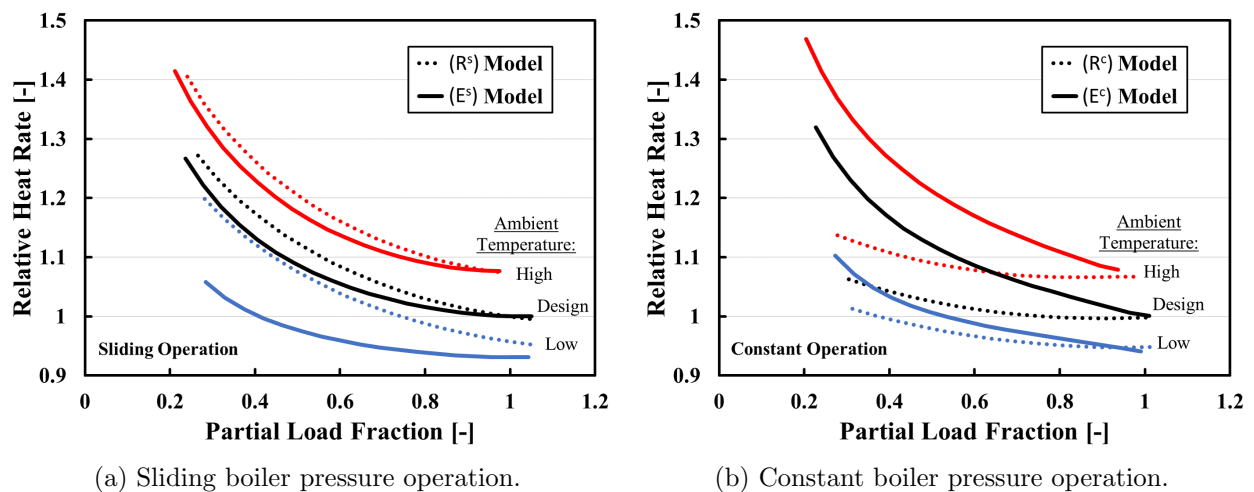 1.5
1.4
1.3
1.2
1.1
1
0.9
Relative Heat Rate [-]
(Rˢ) Model
(Eˢ) Model
Ambient
Temperature:
High
Design
Low
Sliding Operation
0 0.2 0.4 0.6 0.8 1 1.2
Partial Load Fraction [-]
(a) Sliding boiler pressure operation.
1.5
1.4
1.3
1.2
1.1
1
0.9
Relative Heat Rate [-]
(Rᶜ) Model
(Eᶜ) Model
Ambient
Temperature:
High
Design
Low
Constant Operation
0 0.2 0.4 0.6 0.8 1 1.2
Partial Load Fraction [-]
(b) Constant boiler pressure operation.